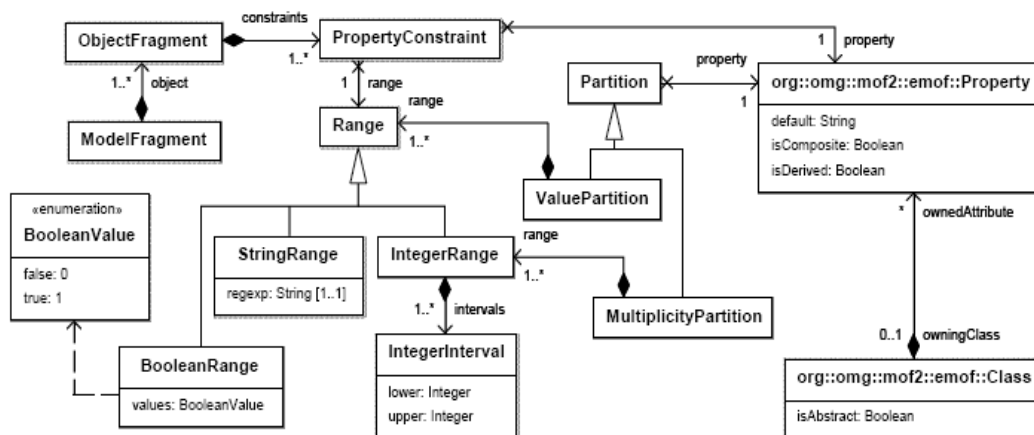 constraints
ObjectFragment
PropertyConstraint
1..*
1
property
1..*
object
1
range
property
Partition
org::omg::mof2::emof::Property
1
ModelFragment
range
Range
1..*
default: String
isComposite: Boolean
isDerived: Boolean
ValuePartition
«enumeration»
BooleanValue
false: 0
true: 1
*
ownedAttribute
StringRange
regexp: String [1..1]
IntegerRange
range
1..*
1..*
intervals
MultiplicityPartition
BooleanRange
values: BooleanValue
IntegerInterval
lower: Integer
upper: Integer
0..1
owningClass
org::omg::mof2::emof::Class
isAbstract: Boolean